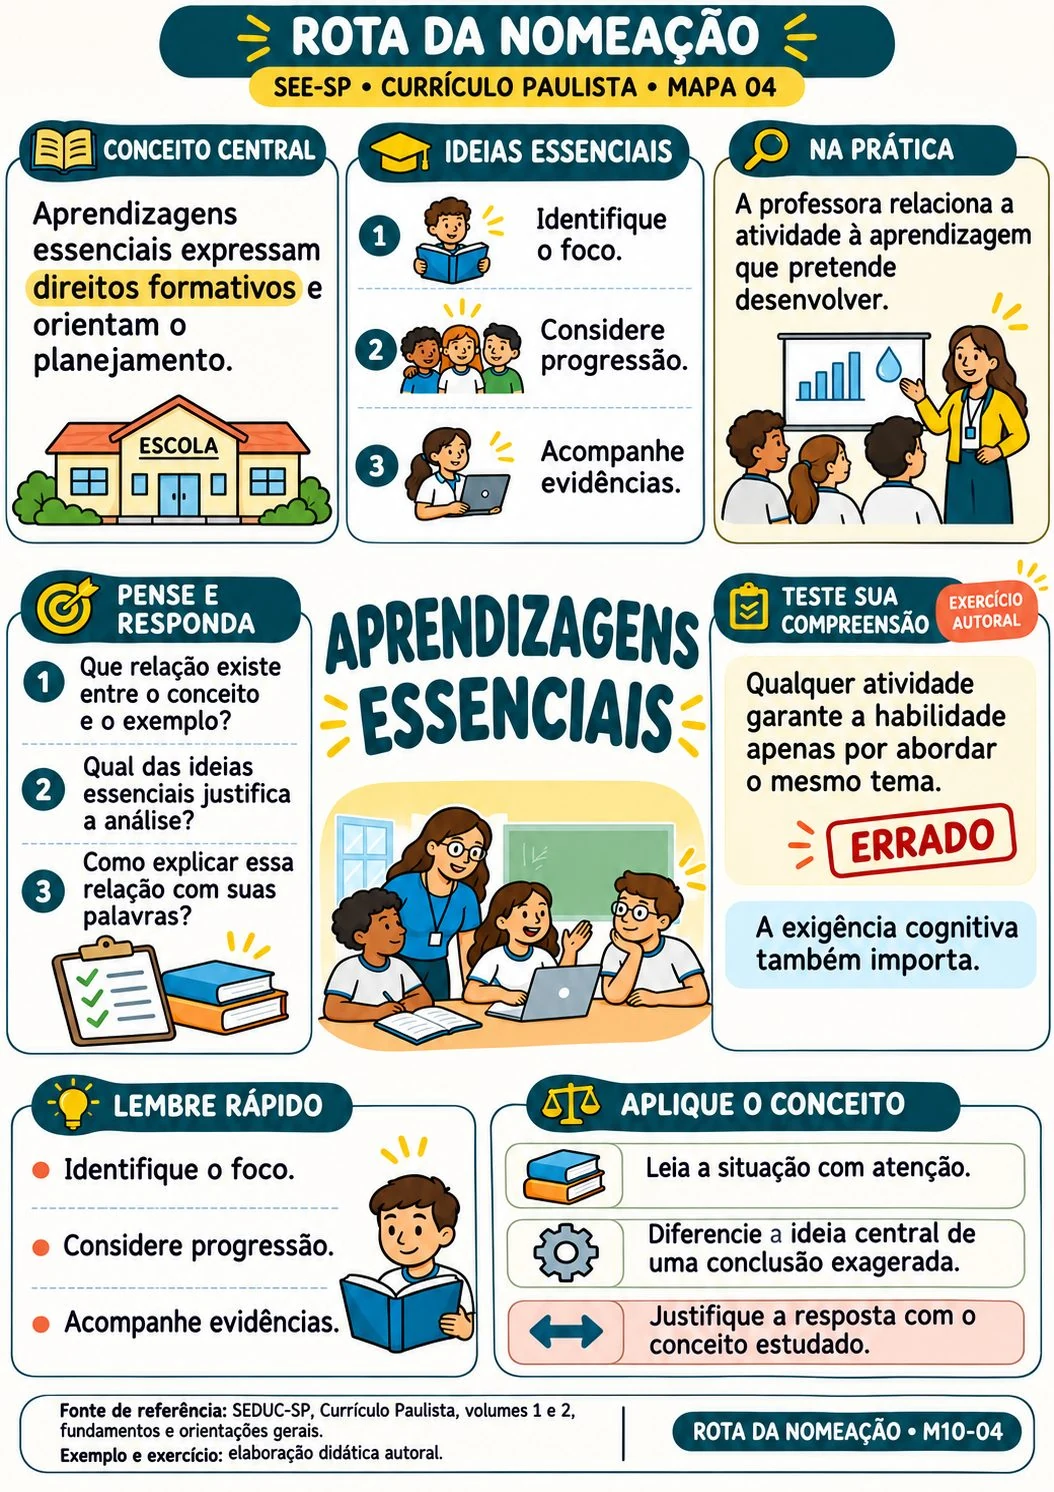 ROTA DA NOMEAÇÃO
SEE-SP • CURRÍCULO PAULISTA • MAPA 04
CONCEITO CENTRAL
Aprendizagens
essenciais expressam
direitos formativos e
orientam o
planejamento.
ESCOLA
IDEIAS ESSENCIAIS
1
Identifique
o foco.
2
Considere
progressão.
3
Acompanhe
evidências.
NA PRÁTICA
A professora relaciona a
atividade à aprendizagem
que pretende
desenvolver.
PENSE E
RESPONDA
1
Que relação existe
entre o conceito
e o exemplo?
2
Qual das ideias
essenciais justifica
a análise?
3
Como explicar essa
relação com suas
palavras?
APRENDIZAGENS
ESSENCIAIS
TESTE SUA
COMPREENSÃO
EXERCÍCIO
AUTORAL
Qualquer atividade
garante a habilidade
apenas por abordar
o mesmo tema.
ERRADO
A exigência cognitiva
também importa.
LEMBRE RÁPIDO
• Identifique o foco.
• Considere progressão.
• Acompanhe evidências.
APLIQUE O CONCEITO
Leia a situação com atenção.
Diferencie a ideia central de
uma conclusão exagerada.
Justifique a resposta com o
conceito estudado.
Fonte de referência: SEDUC-SP, Currículo Paulista, volumes 1 e 2,
fundamentos e orientações gerais.
Exemplo e exercício: elaboração didática autoral.
ROTA DA NOMEAÇÃO • M10-04